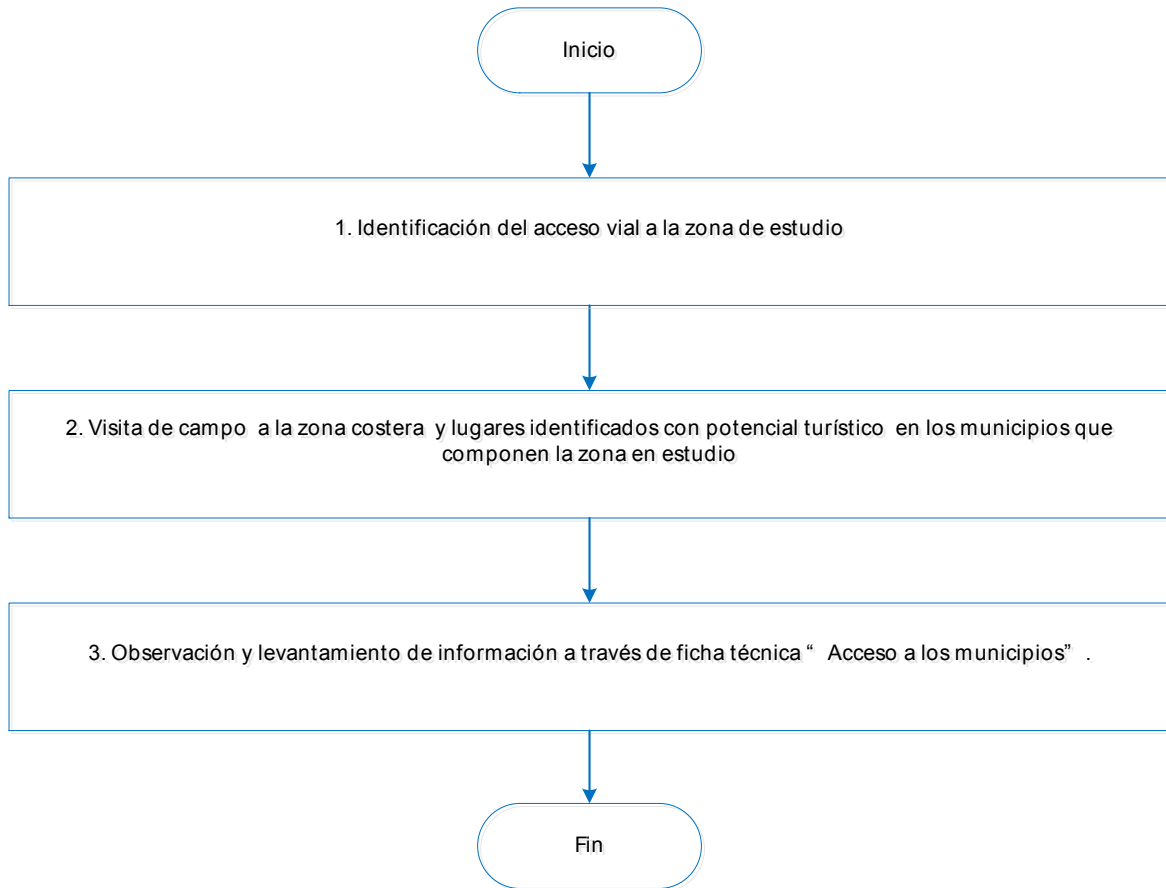 Inicio
1. Identificación del acceso vial a la zona de estudio
2. Visita de campo a la zona costera y lugares identificados con potencial turístico en los municipios que
componen la zona en estudio
3. Observación y levantamiento de información a través de ficha técnica “ Acceso a los municipios” .
Fin